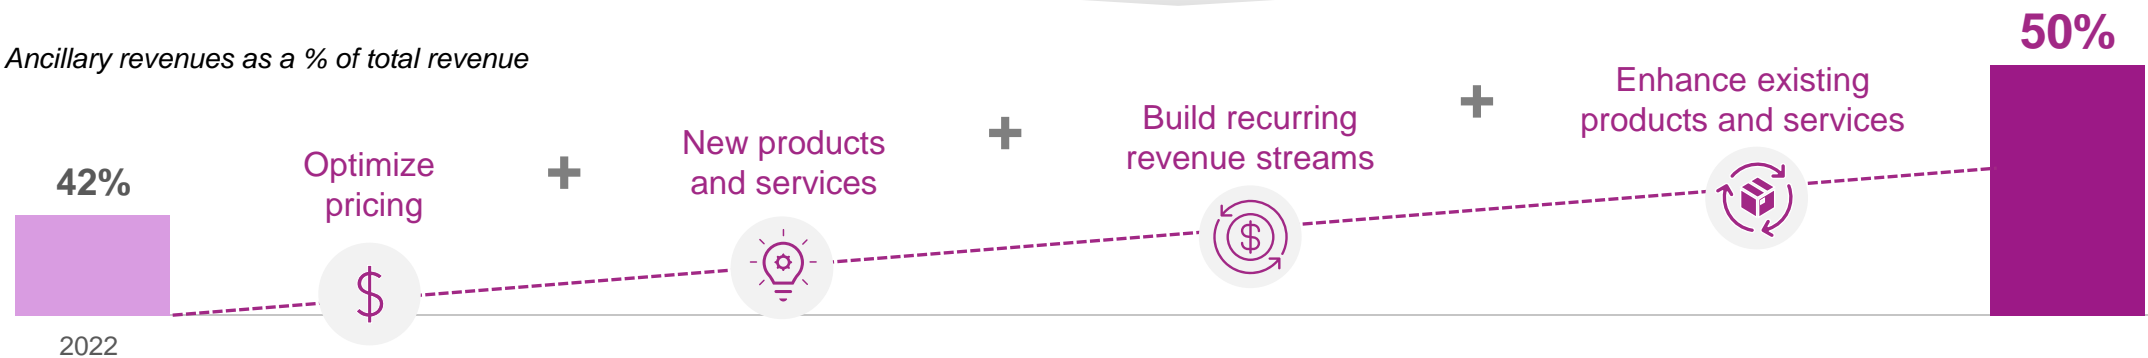 Ancillary revenues as a % of total revenue
42%
2022
Optimize
pricing
+
New products
and services
+
Build recurring
revenue streams
+
Enhance existing
products and services
50%
$
$